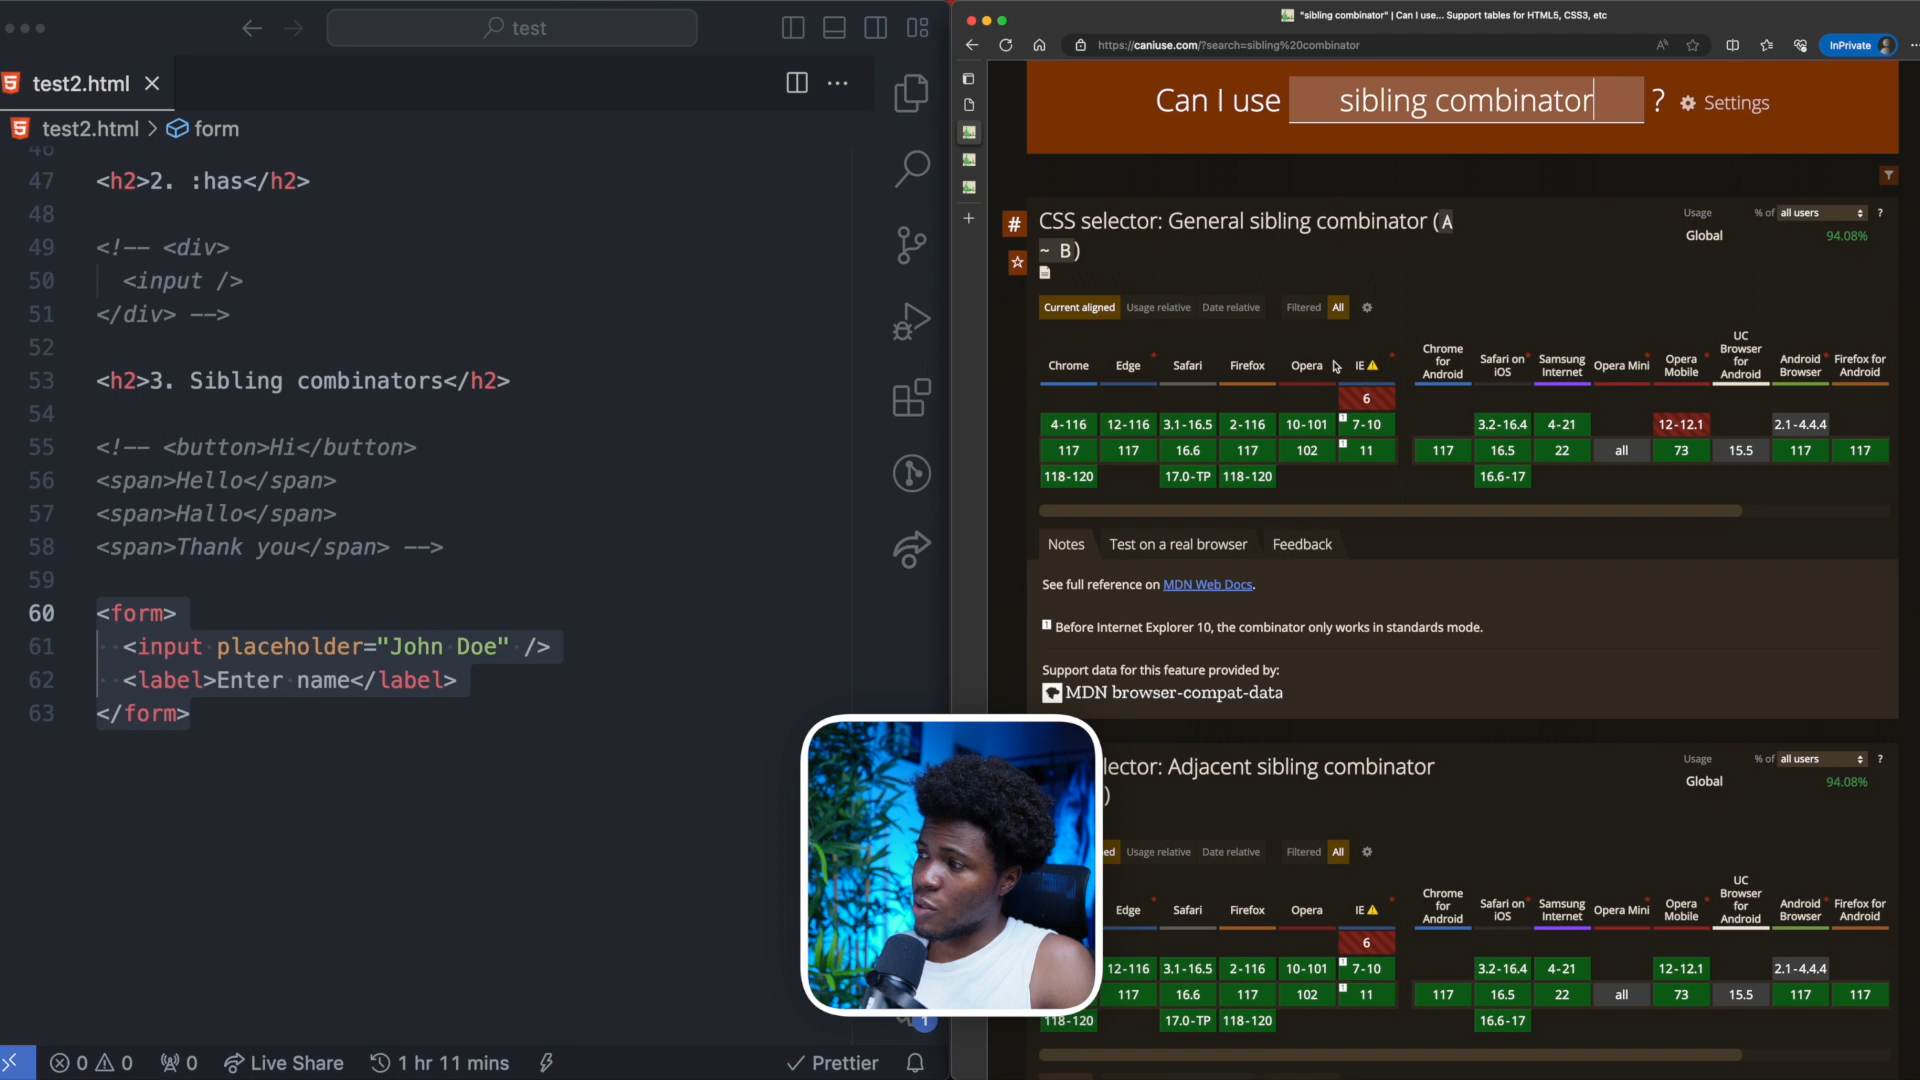 test
test2.html
test2.html > form
46
47 <h2>2. :has</h2>
48
49 <!-- <div>
50 <input />
51 </div> -->
52
53 <h2>3. Sibling combinators</h2>
54
55 <!-- <button>Hi</button>
56 <span>Hello</span>
57 <span>Hallo</span>
58 <span>Thank you</span> -->
59
60 <form>
61 <input placeholder="John Doe" />
62 <label>Enter name</label>
63 </form>
0 0 0 Live Share 1 hr 11 mins Prettier
1
"sibling combinator" | Can I use... Support tables for HTML5, CSS3, etc
https://caniuse.com/?search=sibling%20combinator
InPrivate
Can I use sibling combinator ? Settings
# CSS selector: General sibling combinator (A
~ B)
Usage % of all users ?
Global 94.08%
Current aligned Usage relative Date relative Filtered All
Chrome Edge * Safari Firefox Opera IE * Chrome for Android Safari on iOS * Samsung Internet Opera Mini * Opera Mobile * UC Browser for Android Android Browser * Firefox for Android
6
4-116 12-116 3.1-16.5 2-116 10-101 1 7-10 3.2-16.4 4-21 12-12.1 2.1-4.4.4
117 117 16.6 117 102 1 11 117 16.5 22 all 73 15.5 117 117
118-120 17.0-TP 118-120 16.6-17
Notes Test on a real browser Feedback
See full reference on MDN Web Docs.
1 Before Internet Explorer 10, the combinator only works in standards mode.
Support data for this feature provided by:
MDN browser-compat-data
lector: Adjacent sibling combinator
)
Usage % of all users ?
Global 94.08%
ed Usage relative Date relative Filtered All
Edge * Safari Firefox Opera IE * Chrome for Android Safari on iOS * Samsung Internet Opera Mini * Opera Mobile * UC Browser for Android Android Browser * Firefox for Android
6
12-116 3.1-16.5 2-116 10-101 1 7-10 3.2-16.4 4-21 12-12.1 2.1-4.4.4
117 16.6 117 102 1 11 117 16.5 22 all 73 15.5 117 117
118-120 17.0-TP 118-120 16.6-17